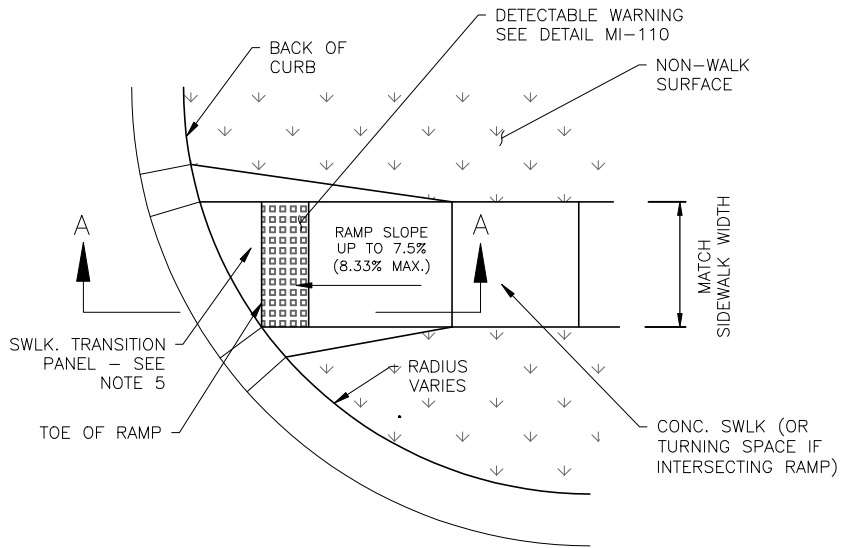 DETECTABLE WARNING
SEE DETAIL MI-110
BACK OF
CURB
NON-WALK
SURFACE
A
A
RAMP SLOPE
UP TO 7.5%
(8.33% MAX.)
MATCH
SIDEWALK WIDTH
SWLK. TRANSITION
PANEL - SEE
NOTE 5
RADIUS
VARIES
TOE OF RAMP
CONC. SWLK (OR
TURNING SPACE IF
INTERSECTING RAMP)